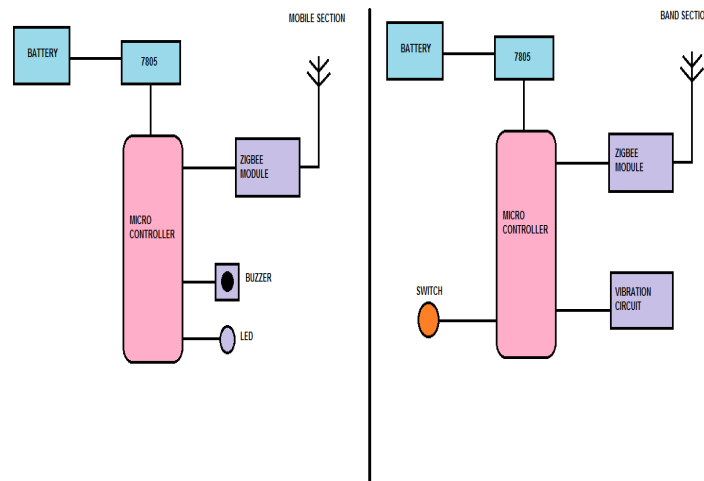 MOBILE SECTION
BATTERY
7805
ZIGBEE
MODULE
MICRO
CONTROLLER
BUZZER
LED
BAND SECTION
BATTERY
7805
ZIGBEE
MODULE
MICRO
CONTROLLER
SWITCH
VIBRATION
CIRCUIT